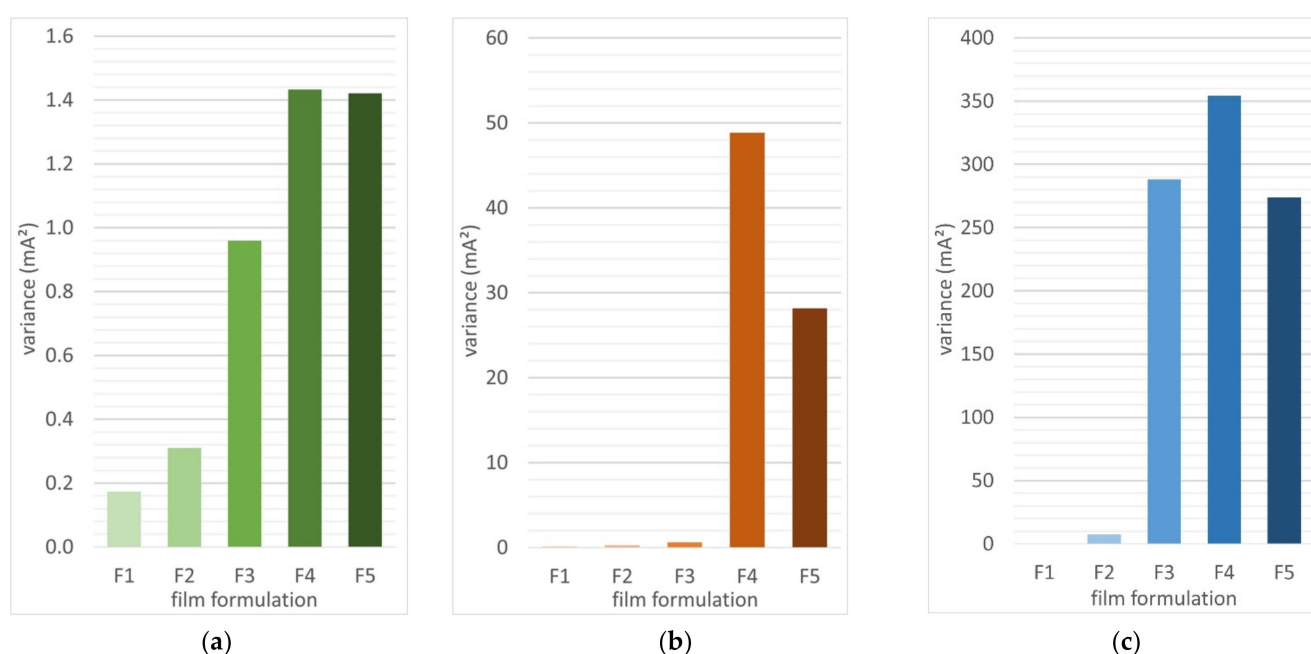 1.6
1.4
1.2
1.0
0.8
0.6
0.4
0.2
0.0
variance (mA²)
F1 F2 F3 F4 F5
film formulation
(a)
60
50
40
30
20
10
0
variance (mA²)
F1 F2 F3 F4 F5
film formulation
(b)
400
350
300
250
200
150
100
50
0
variance (mA²)
F1 F2 F3 F4 F5
film formulation
(c)